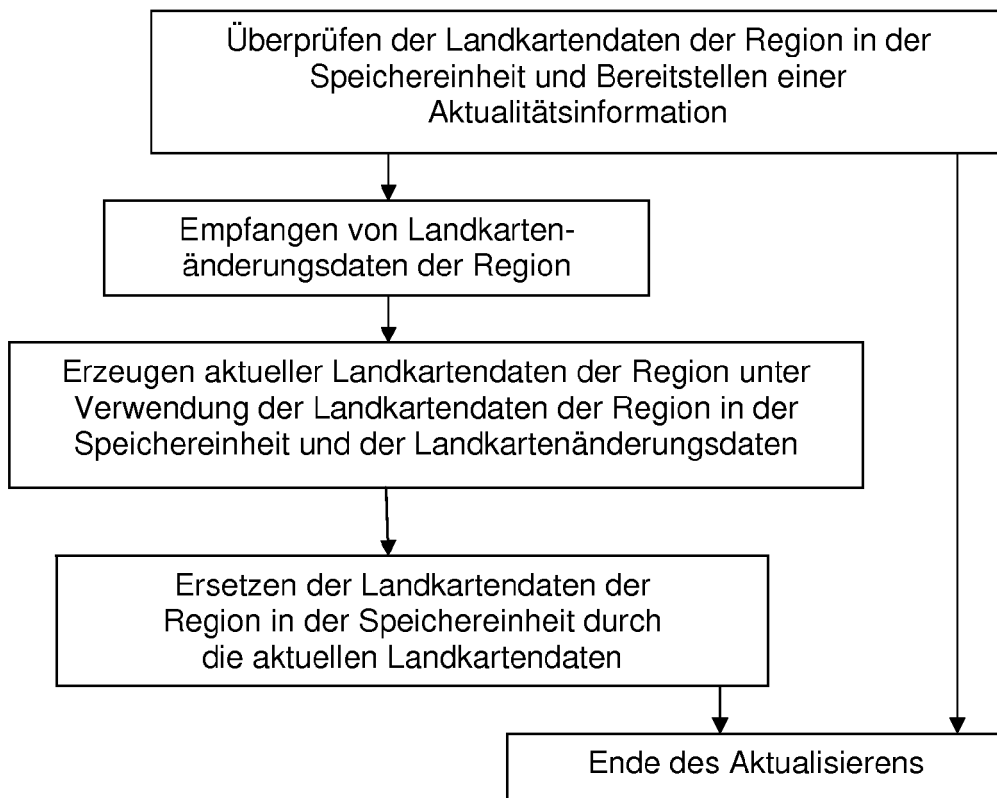 Überprüfen der Landkartendaten der Region in der
Speichereinheit und Bereitstellen einer
Aktualitätsinformation
Empfangen von Landkarten-
änderungsdaten der Region
Erzeugen aktueller Landkartendaten der Region unter
Verwendung der Landkartendaten der Region in der
Speichereinheit und der Landkartenänderungsdaten
Ersetzen der Landkartendaten der
Region in der Speichereinheit durch
die aktuellen Landkartendaten
Ende des Aktualisierens